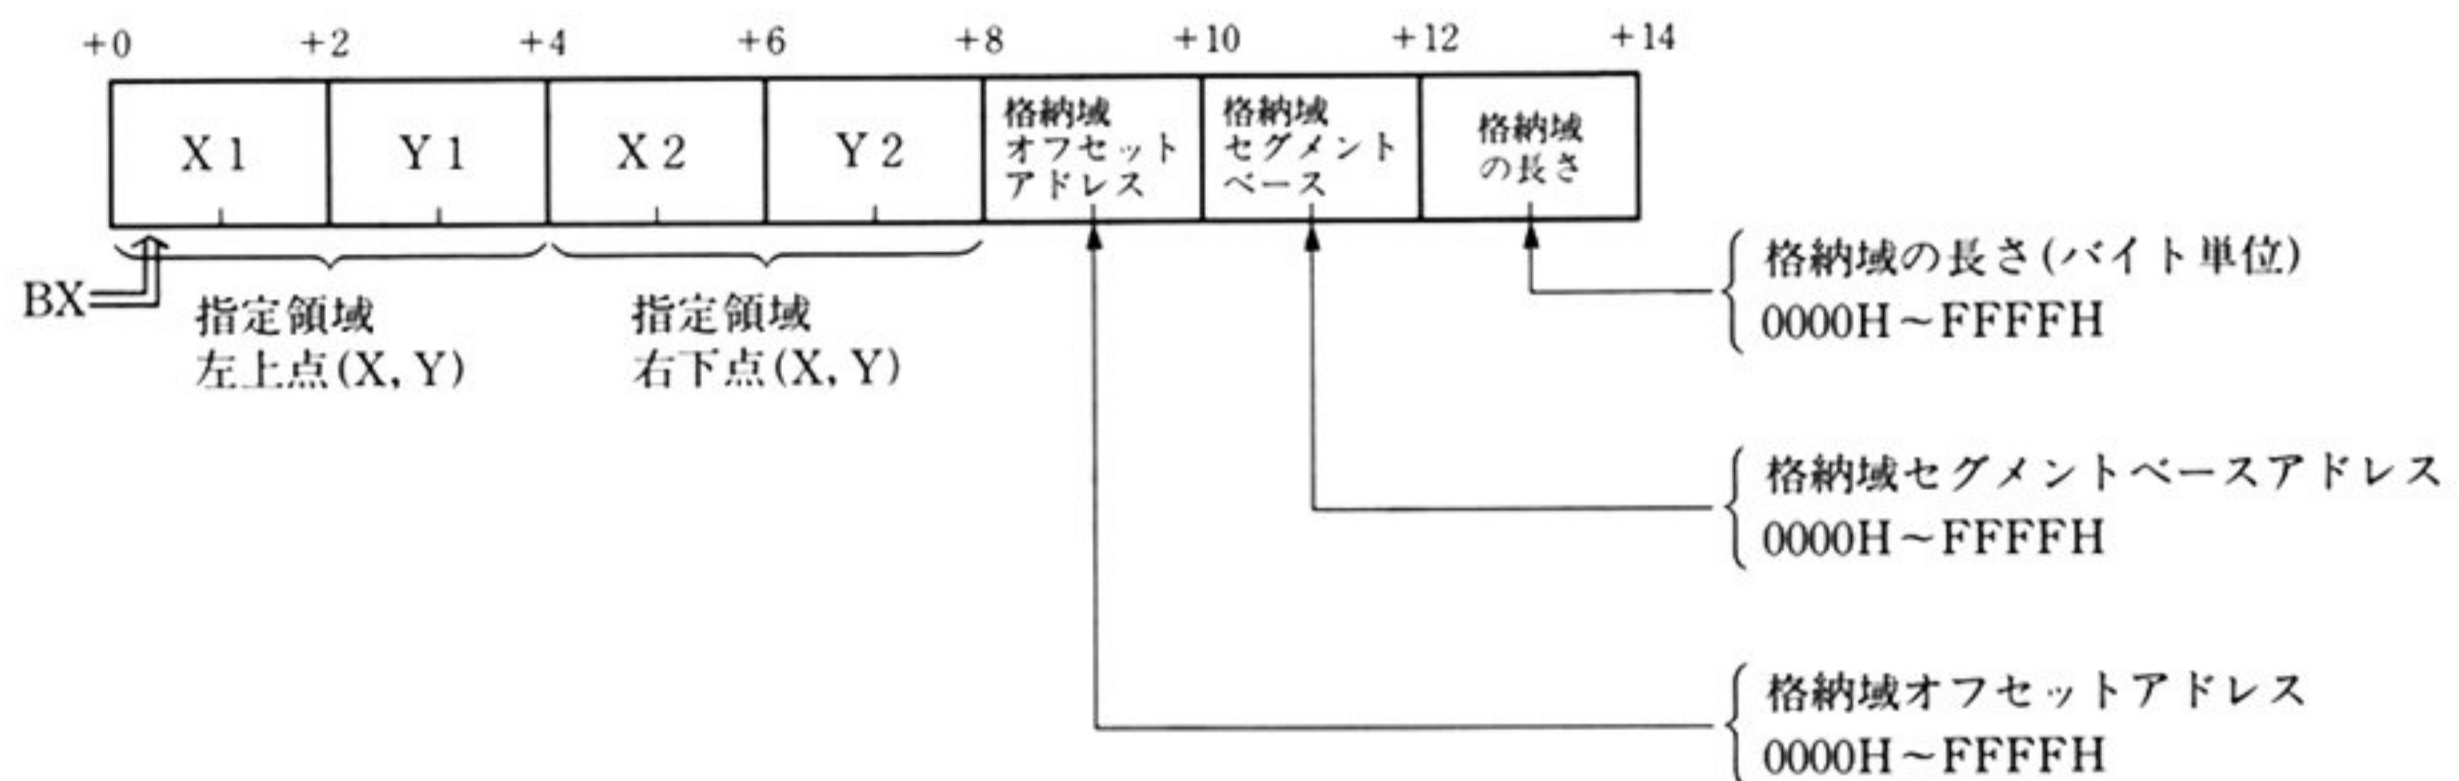 +0 +2 +4 +6 +8 +10 +12 +14
X1 Y1 X2 Y2
格納域
オフセット
アドレス
格納域
セグメント
ベース
格納域
の長さ
BX
指定領域
左上点(X, Y)
指定領域
右下点(X, Y)
格納域の長さ(バイト単位)
0000H~FFFFH
格納域セグメントベースアドレス
0000H~FFFFH
格納域オフセットアドレス
0000H~FFFFH